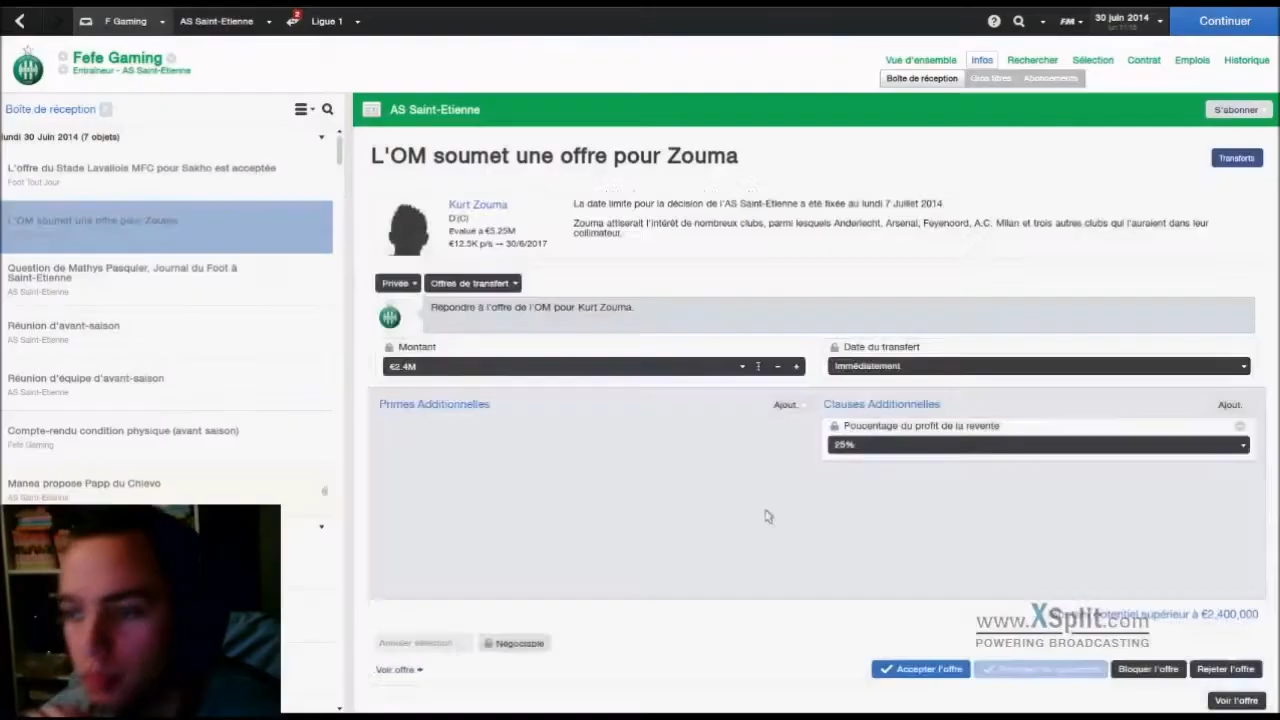 F Gaming
AS Saint-Etienne
2
Ligue 1
FM
30 juin 2014
Continuer
Fefe Gaming
Entraîneur - AS Saint-Etienne
Vue d'ensemble
Infos
Rechercher
Sélection
Contrat
Emplois
Historique
Boîte de réception
Gros titres
Abonnements
Boîte de réception
AS Saint-Etienne
S'abonner
lundi 30 Juin 2014 (7 objets)
L'offre du Stade Lavallois MFC pour Sakho est acceptée
Foot Tout Jour
L'OM soumet une offre pour Zouma
Question de Mathys Pasquier, Journal du Foot à
Saint-Etienne
AS Saint-Etienne
Réunion d'avant-saison
AS Saint-Etienne
Réunion d'équipe d'avant-saison
AS Saint-Etienne
Compte-rendu condition physique (avant saison)
Fefe Gaming
Manea propose Papp du Chievo
AS Saint-Etienne
L'OM soumet une offre pour Zouma
Transferts
Kurt Zouma
D (C)
Evalué à €5.25M
€12.5K p/s → 30/6/2017
La date limite pour la décision de l'AS Saint-Etienne a été fixée au lundi 7 Juillet 2014.
Zouma attiserait l'intérêt de nombreux clubs, parmi lesquels Anderlecht, Arsenal, Feyenoord, A.C. Milan et trois autres clubs qui l'auraient dans leur
collimateur.
Privée
Offres de transfert
Répondre à l'offre de l'OM pour Kurt Zouma.
Montant
€2.4M
Date du transfert
Immédiatement
Primes Additionnelles
Ajout.
Clauses Additionnelles
Ajout.
Poucentage du profit de la revente
25%
potentiel supérieur à €2,400,000
www.XSplit.com
POWERING BROADCASTING
Annuler sélection
Négociable
Voir offre
Accepter l'offre
Bloquer l'offre
Rejeter l'offre
Voir l'offre